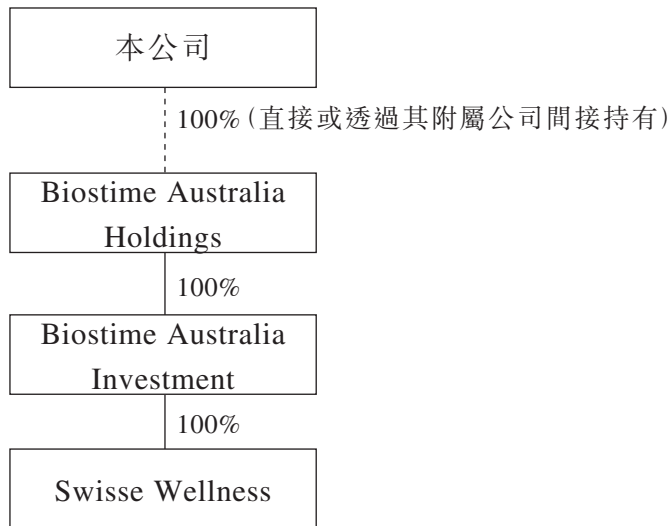 本公司
100%（直接或透過其附屬公司間接持有）
Biostime Australia
Holdings
100%
Biostime Australia
Investment
100%
Swisse Wellness